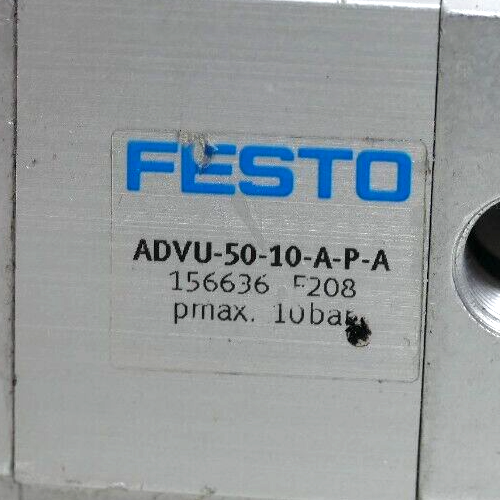 FESTO
ADVU-50-10-A-P-A
156636 F208
pmax. 10bar